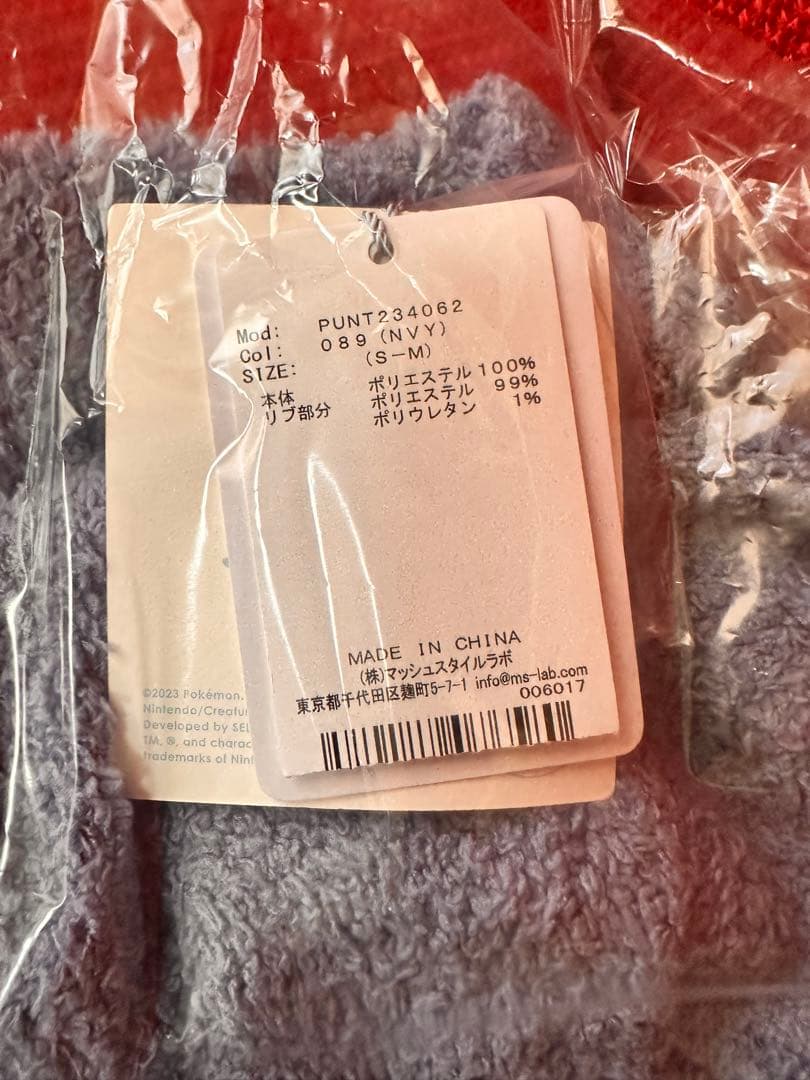 Mod: PUNT234062
Col: 089(NVY)
SIZE: (S-M)
本体 ポリエステル 100%
リブ部分 ポリエステル 99%
ポリウレタン 1%
MADE IN CHINA
(株)マッシュスタイルラボ
東京都千代田区麹町5-7-1 info@ms-lab.com
006017
©2023 Pokémon.
Nintendo/Creatur
Developed by SEL
TM, ®, and charac
trademarks of Nin